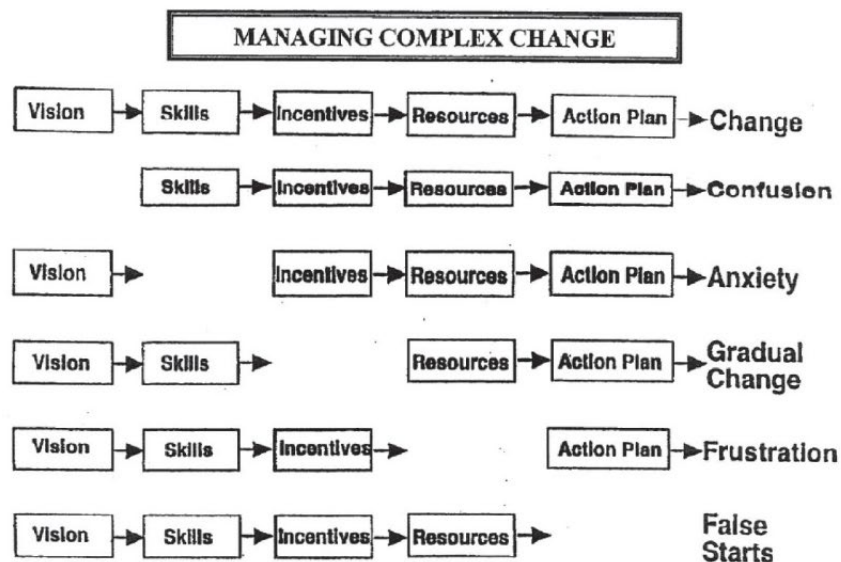 MANAGING COMPLEX CHANGE
Vision Skills Incentives Resources Action Plan Change
Skills Incentives Resources Action Plan Confusion
Vision Incentives Resources Action Plan Anxiety
Vision Skills Resources Action Plan Gradual
Change
Vision Skills Incentives Action Plan Frustration
Vision Skills Incentives Resources False
Starts